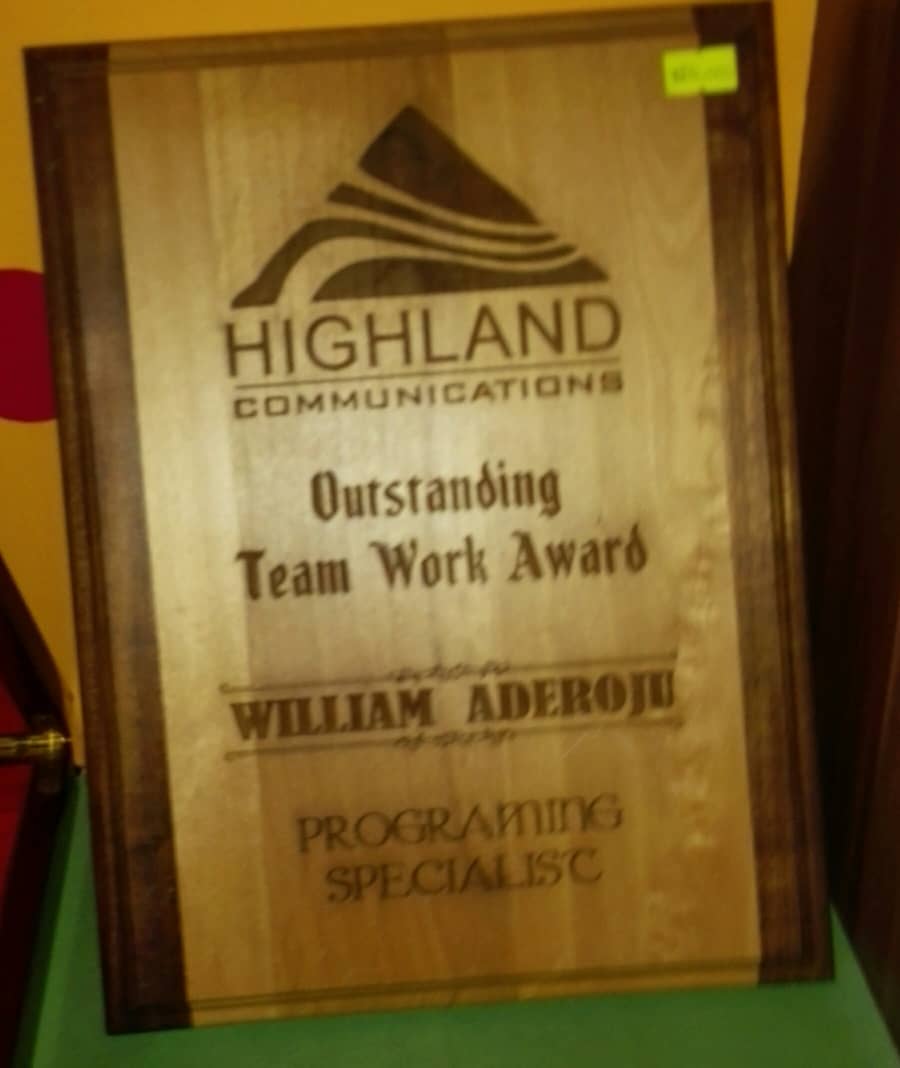 HIGHLAND
COMMUNICATIONS
Outstanding
Team Work Award
WILLIAM ADEROJU
PROGRAMING
SPECIALIST